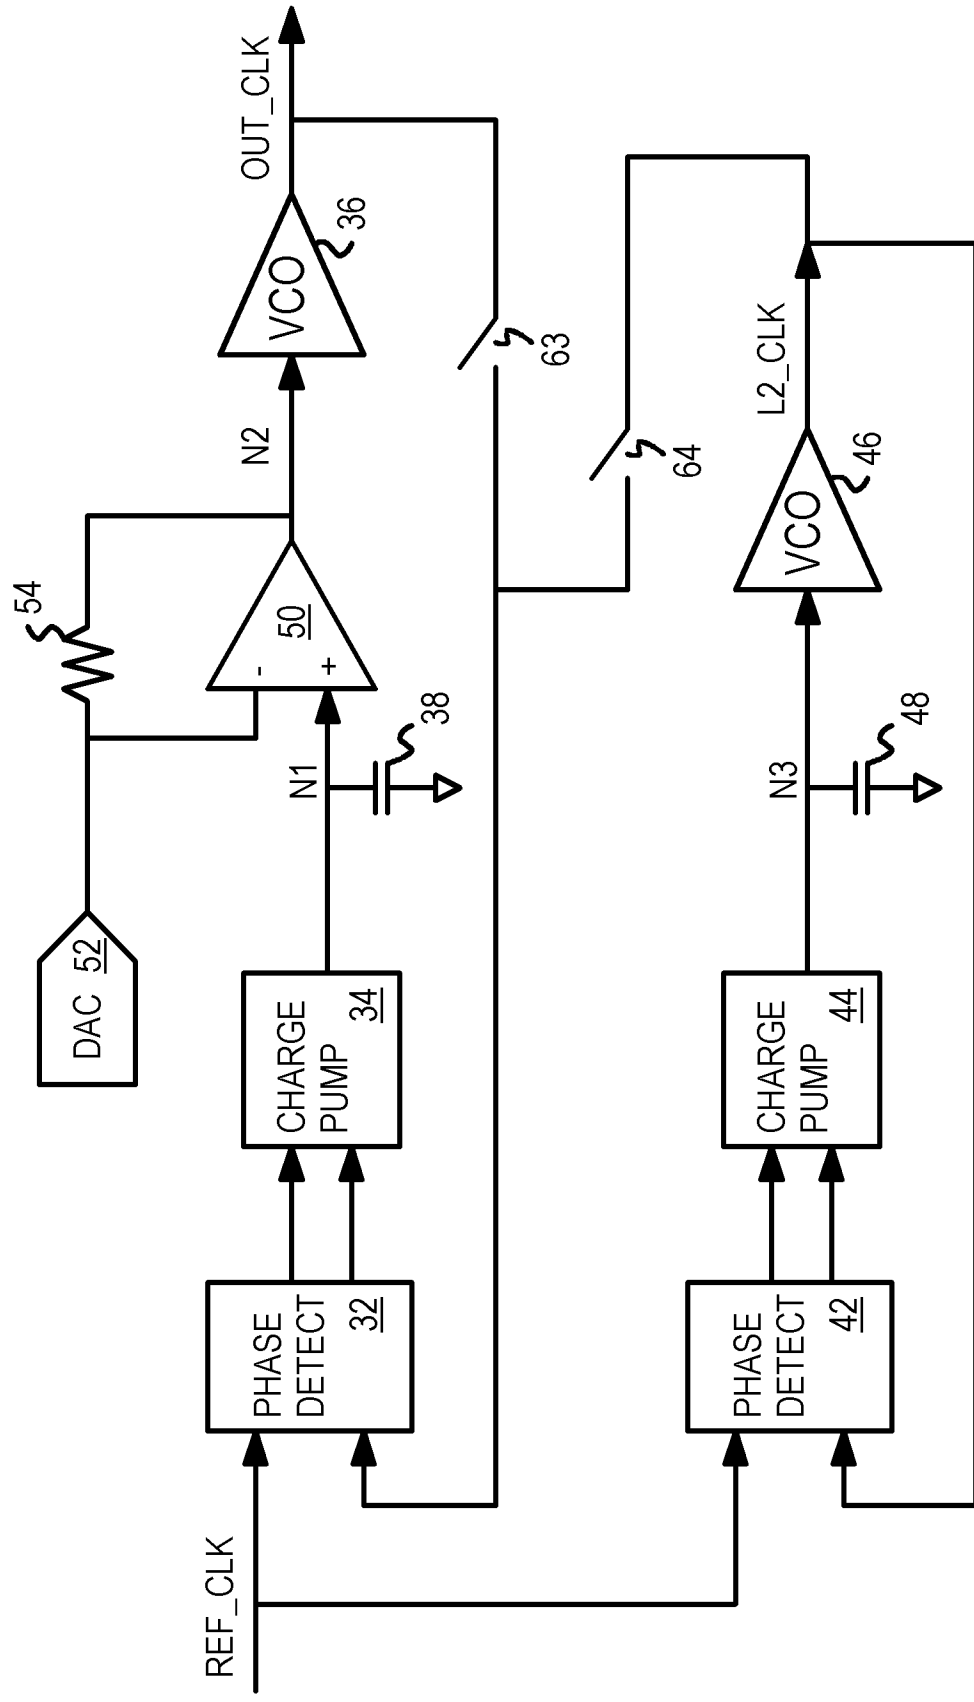 REF_CLK
PHASE
DETECT
32
CHARGE
PUMP
34
DAC 52
54
N1
38
-
+
50
N2
VCO
36
OUT_CLK
63
64
PHASE
DETECT
42
CHARGE
PUMP
44
N3
48
VCO
46
L2_CLK